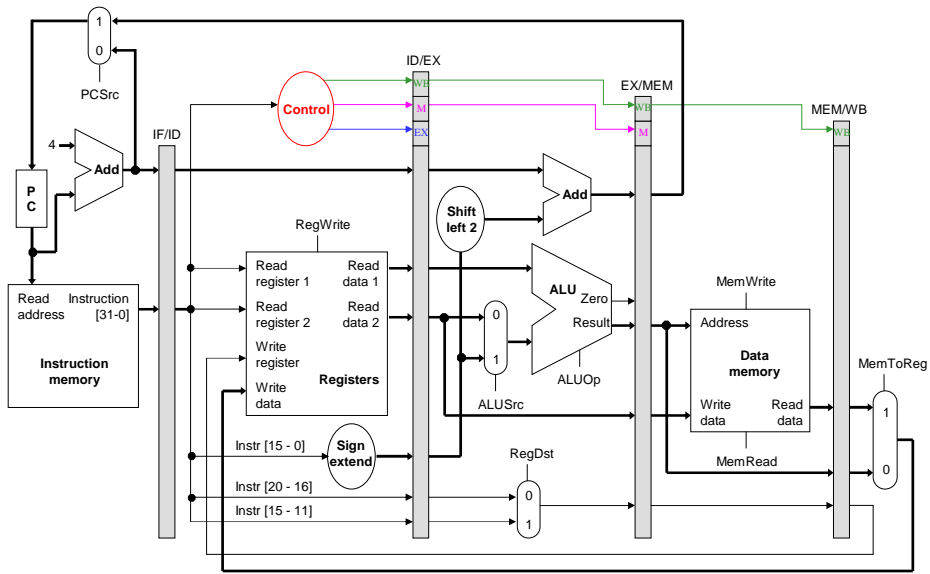 1
0
PCSrc
4
Add
P
C
IF/ID
Control
ID/EX
WB
M
EX
EX/MEM
WB
M
MEM/WB
WB
Add
Shift
left 2
RegWrite
Read
register 1
Read
data 1
Read
register 2
Read
data 2
Write
register
Write
data
Registers
Read
address
Instruction
[31-0]
Instruction
memory
0
1
ALUSrc
ALU
Zero
Result
ALUOp
MemWrite
Address
Data
memory
Write
data
Read
data
MemRead
MemToReg
1
0
Instr [15 - 0]
Sign
extend
RegDst
Instr [20 - 16]
0
Instr [15 - 11]
1